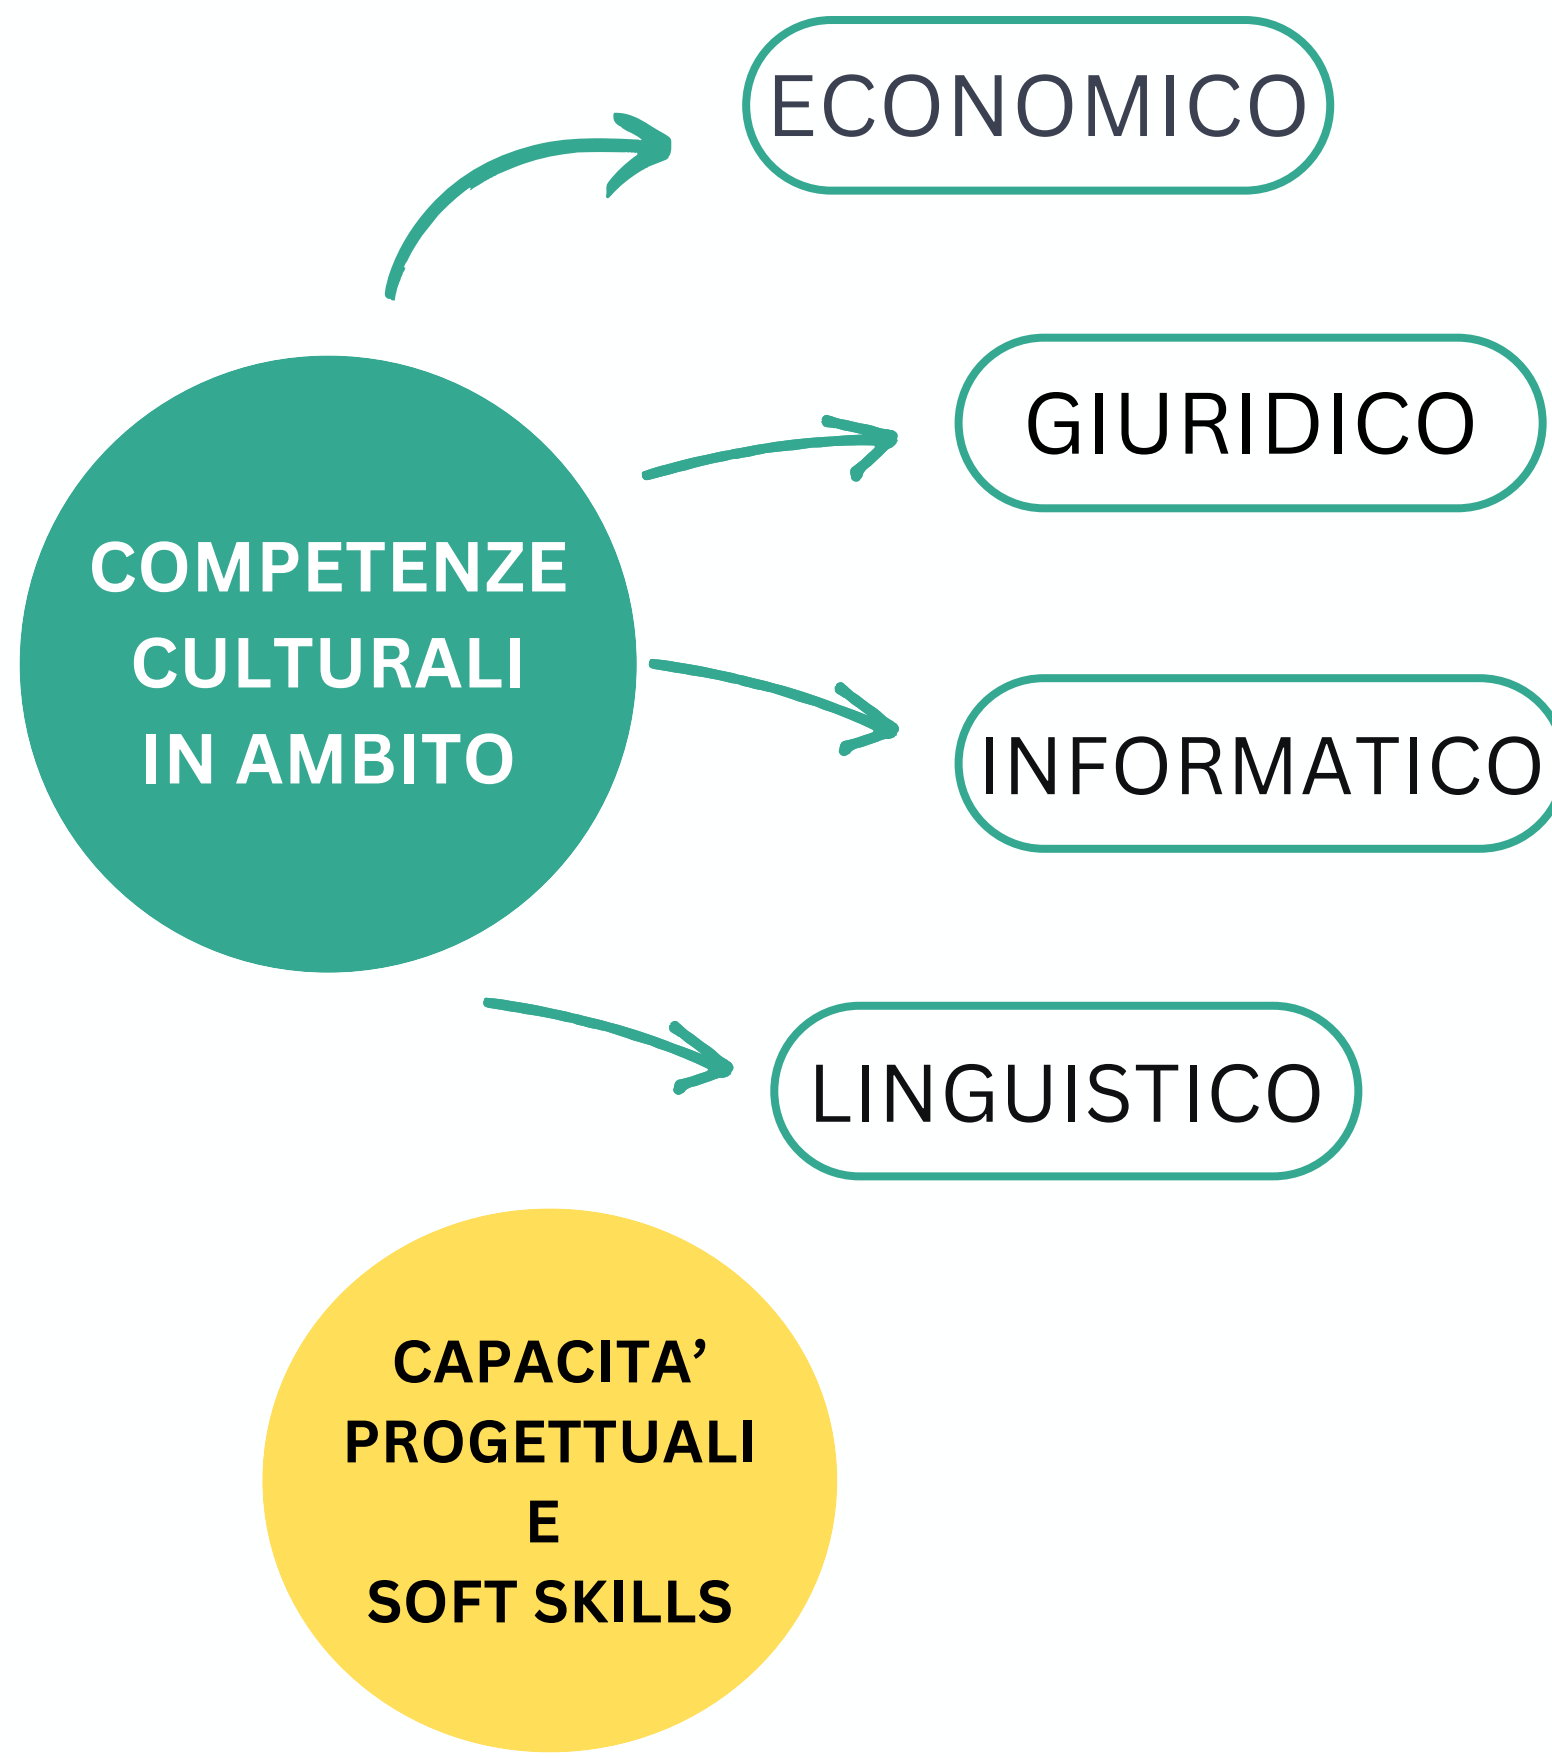 ECONOMICO
GIURIDICO
COMPETENZE
CULTURALI
IN AMBITO
INFORMATICO
LINGUISTICO
CAPACITA’
PROGETTUALI
E
SOFT SKILLS